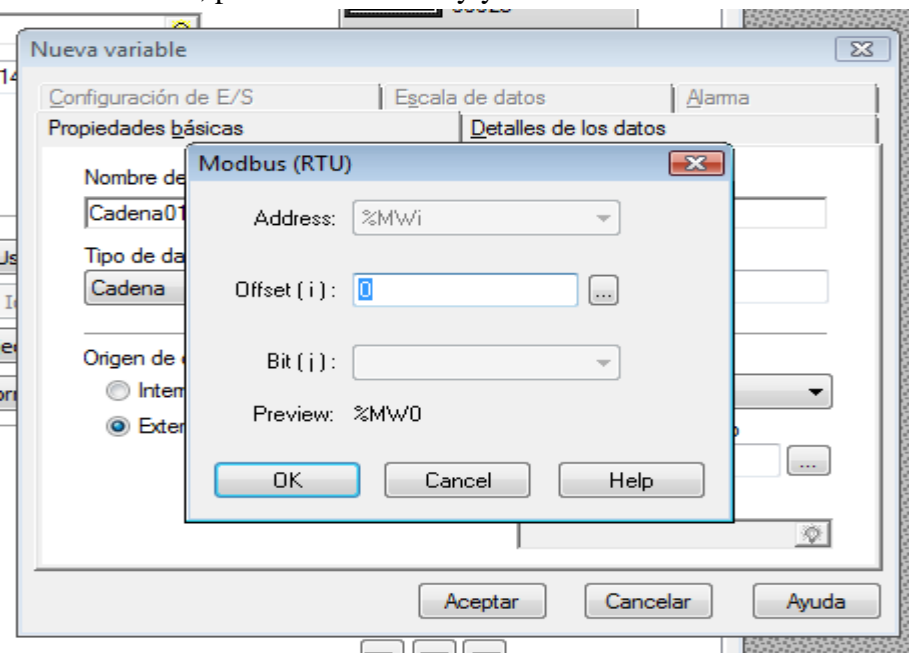 Nueva variable
14
Configuración de E/S Escala de datos Alarma
Propiedades básicas Detalles de los datos
Modbus (RTU)
Nombre de
Cadena01
Address: %MWi
Tipo de da
Cadena
Offset ( i ) : 0 ...
Origen de
Bit ( j ) :
Inter
Exter
Preview: %MW0
...
OK Cancel Help
Aceptar Cancelar Ayuda